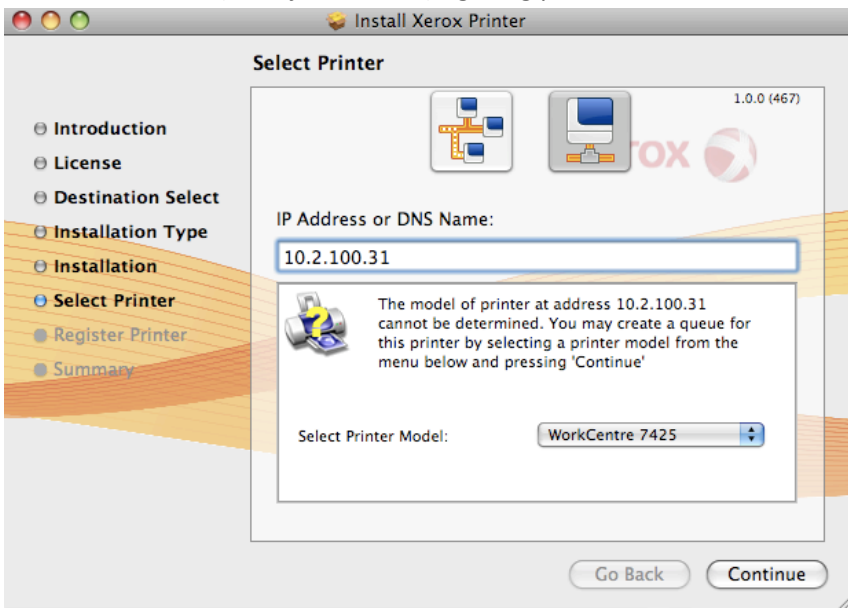 Install Xerox Printer
Select Printer
1.0.0 (467)
OX
Introduction
License
Destination Select
Installation Type
Installation
Select Printer
Register Printer
Summary
IP Address or DNS Name:
10.2.100.31
The model of printer at address 10.2.100.31
cannot be determined. You may create a queue for
this printer by selecting a printer model from the
menu below and pressing 'Continue'
Select Printer Model:
WorkCentre 7425
Go Back
Continue